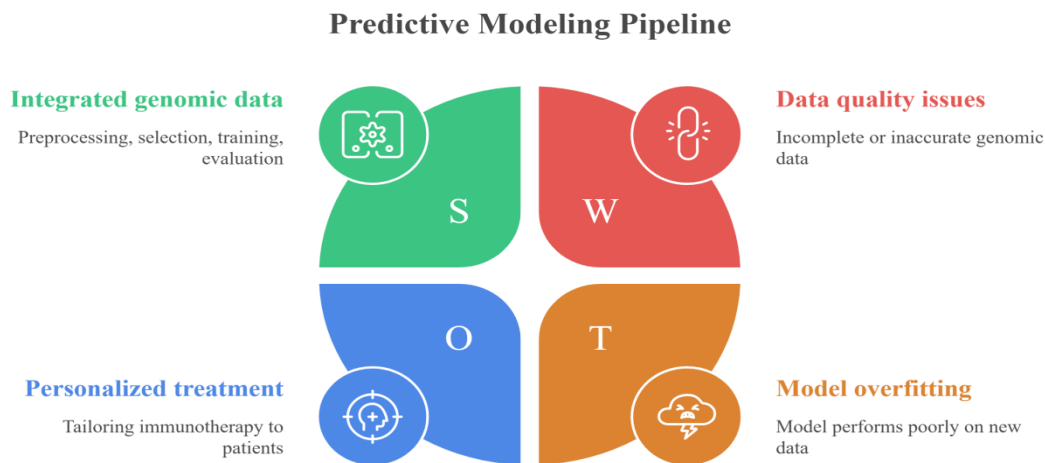 Predictive Modeling Pipeline
Integrated genomic data
Preprocessing, selection, training,
evaluation
Data quality issues
Incomplete or inaccurate genomic
data
S
W
O
T
Personalized treatment
Tailoring immunotherapy to
patients
Model overfitting
Model performs poorly on new
data